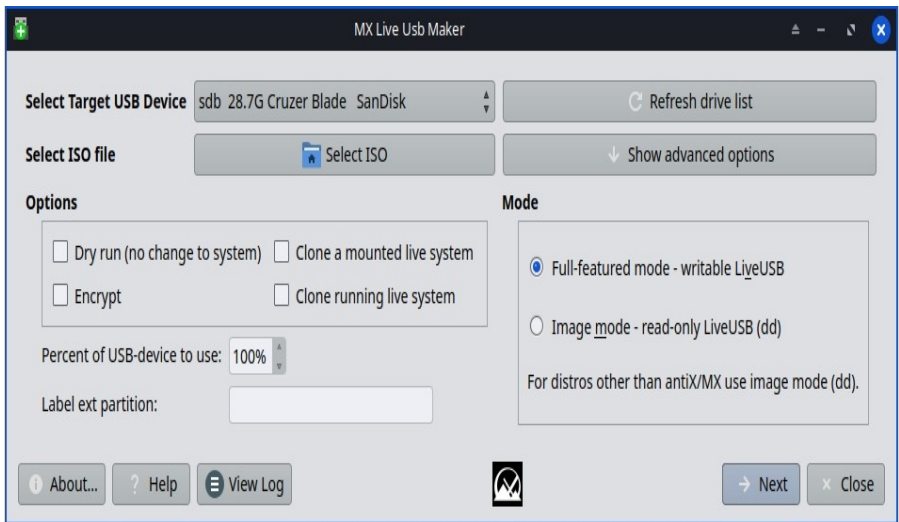 MX Live Usb Maker
Select Target USB Device sdb 28.7G Cruzer Blade SanDisk Refresh drive list
Select ISO file Select ISO Show advanced options
Options Mode
Dry run (no change to system) Clone a mounted live system
Full-featured mode - writable LiveUSB
Encrypt Clone running live system
Image mode - read-only LiveUSB (dd)
Percent of USB-device to use: 100%
For distros other than antiX/MX use image mode (dd).
Label ext partition:
About... ? Help View Log Next Close